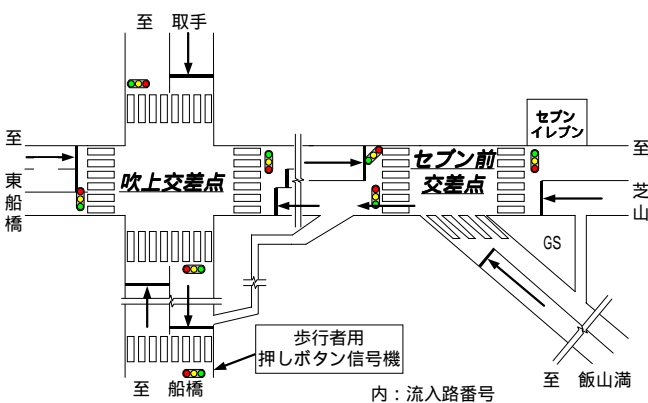 至 取手
セブン
イレブン
至
東
船
橋
吹上交差点
セブン前
交差点
至
芝
山
GS
歩行者用
押しボタン信号機
至 船橋
内:流入路番号
至 飯山満